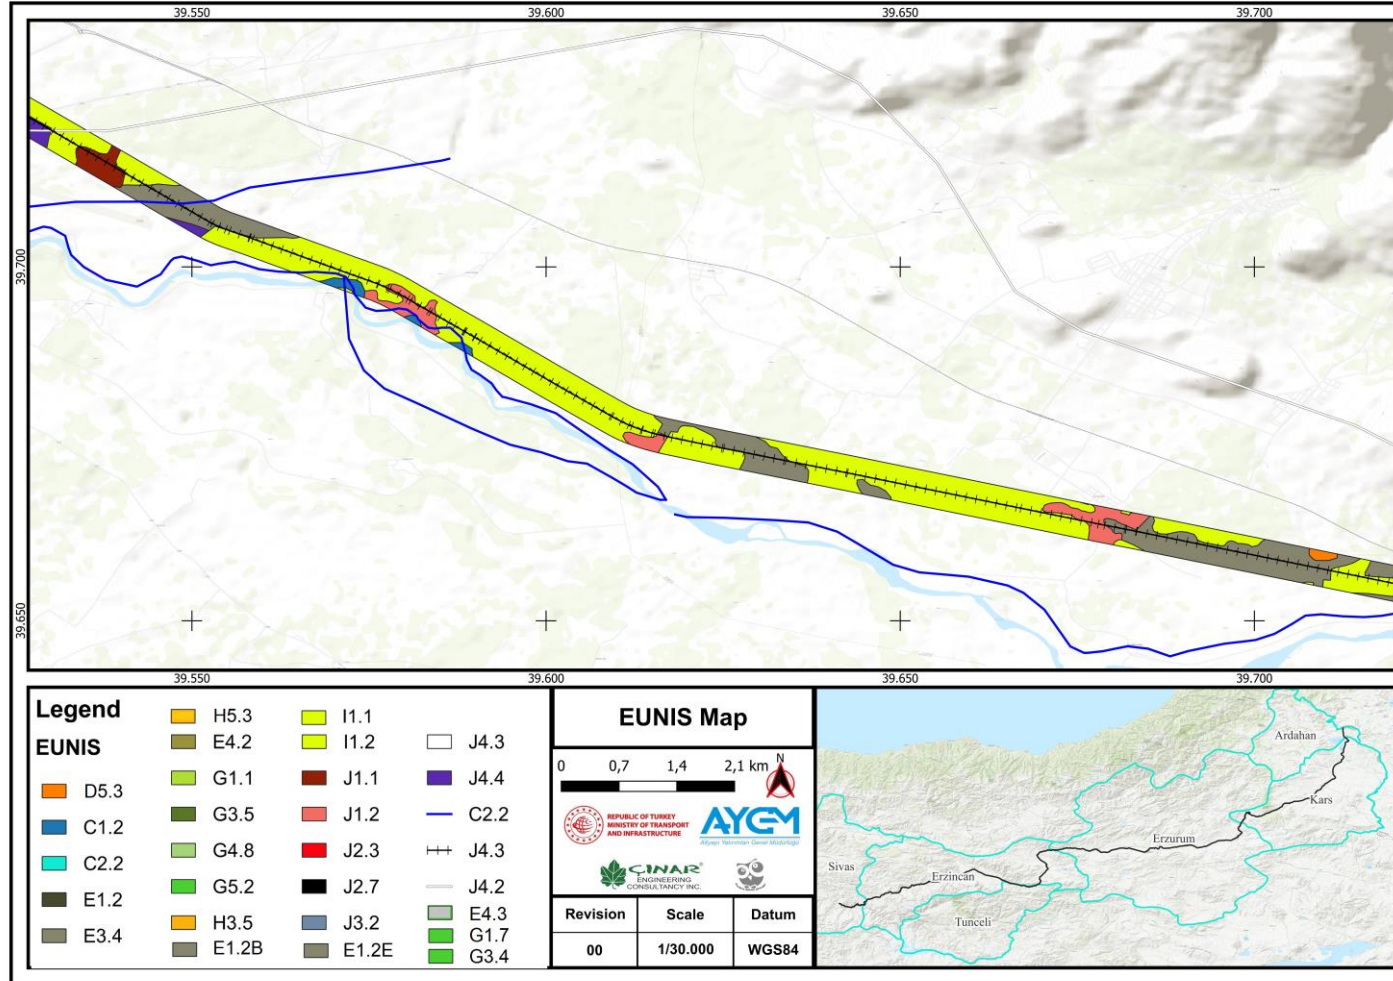 39.550
39.600
39.650
39.700
39.700
39.650
39.550
39.600
39.650
39.700
Legend
EUNIS
D5.3
C1.2
C2.2
E1.2
E3.4
H5.3
E4.2
G1.1
G3.5
G4.8
G5.2
H3.5
E1.2B
I1.1
I1.2
J1.1
J1.2
J2.3
J2.7
J3.2
E1.2E
J4.3
J4.4
C2.2
J4.3
J4.2
E4.3
G1.7
G3.4
EUNIS Map
0 0,7 1,4 2,1 km
N
REPUBLIC OF TURKEY
MINISTRY OF TRANSPORT
AND INFRASTRUCTURE
AYGM
Altyapı Yatırımları Genel Müdürlüğü
ÇINAR
ENGINEERING
CONSULTANCY INC.
Revision Scale Datum
00 1/30.000 WGS84
Ardahan
Kars
Erzurum
Sivas
Erzincan
Tunceli